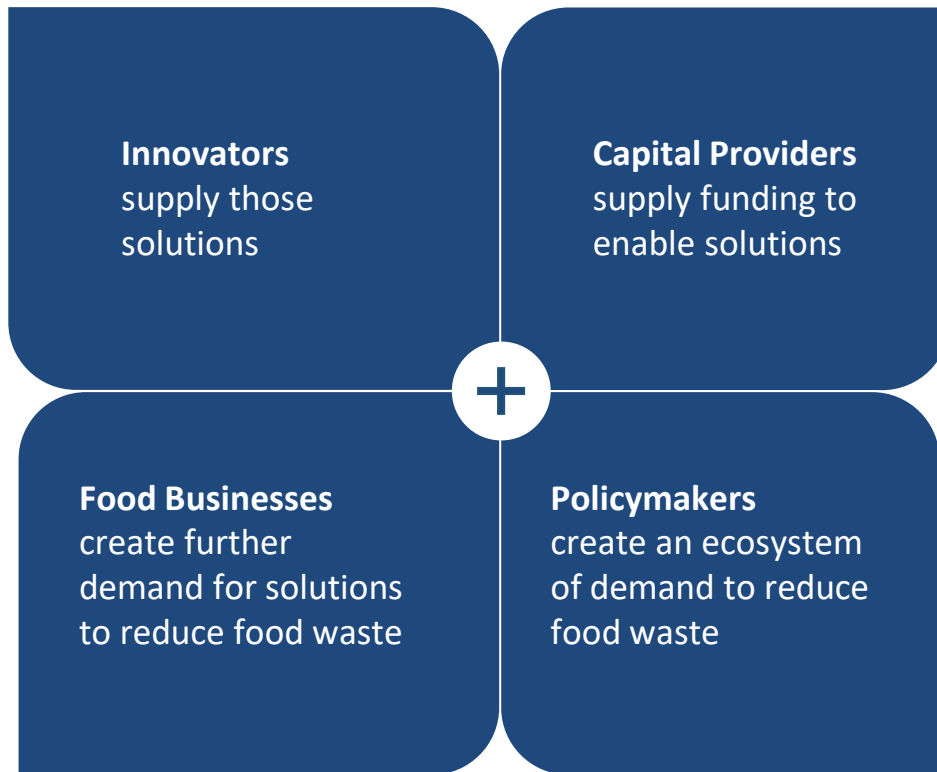 Innovators
supply those
solutions
Capital Providers
supply funding to
enable solutions
Food Businesses
create further
demand for solutions
to reduce food waste
Policymakers
create an ecosystem
of demand to reduce
food waste